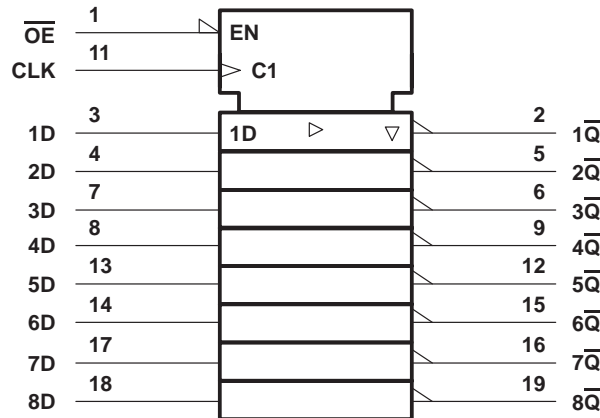 O̅E̅ 1 EN
CLK 11 C1
1D 3 1D 2 1Q̅
2D 4 5 2Q̅
3D 7 6 3Q̅
4D 8 9 4Q̅
5D 13 12 5Q̅
6D 14 15 6Q̅
7D 17 16 7Q̅
8D 18 19 8Q̅